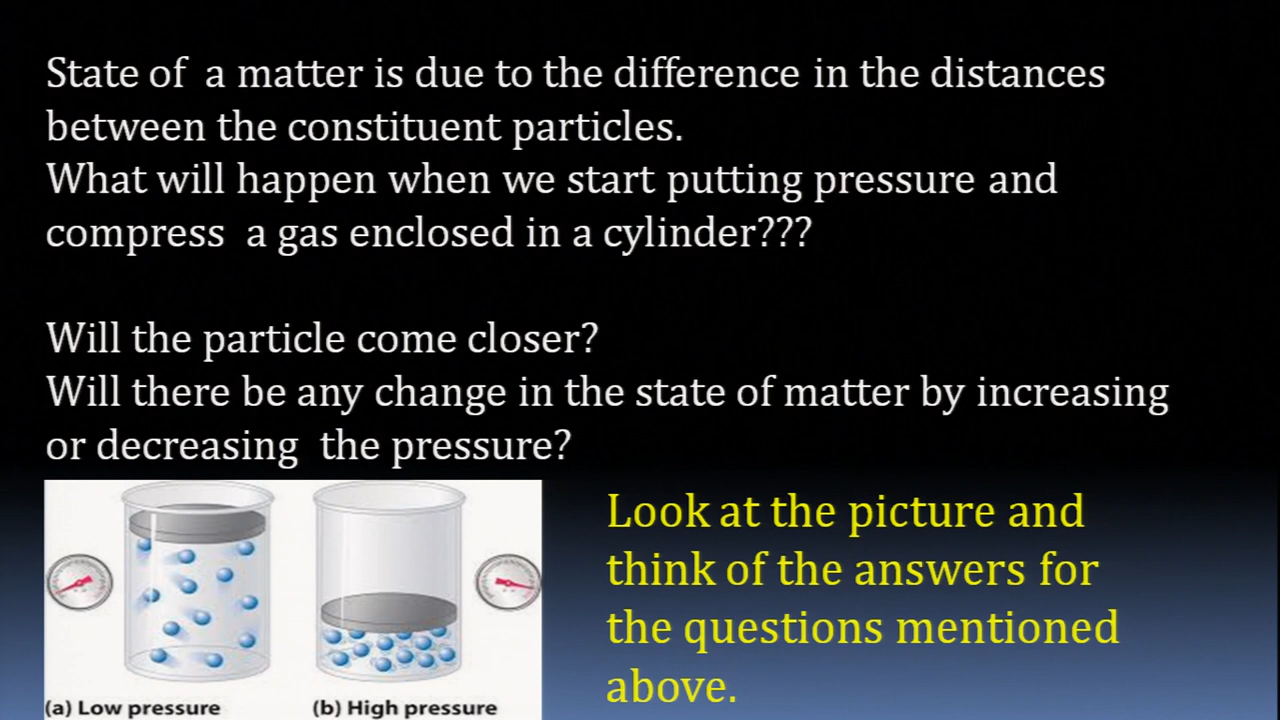 State of  a matter is due to the difference in the distances
between the constituent particles.
What will happen when we start putting pressure and
compress  a gas enclosed in a cylinder???
Will the particle come closer?
Will there be any change in the state of matter by increasing
or decreasing  the pressure?
Look at the picture and
think of the answers for
the questions mentioned
above.
(a) Low pressure
(b) High pressure